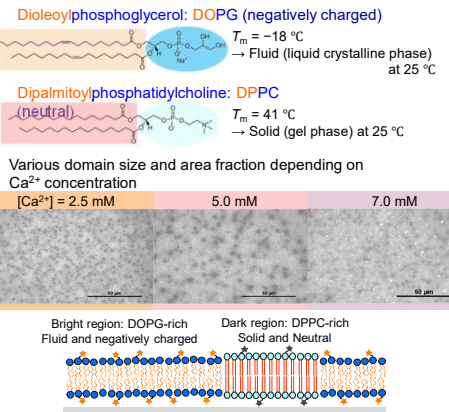 Dioleoylphosphoglycerol: DOPG (negatively charged)
Tm = −18 ℃
→ Fluid (liquid crystalline phase)
at 25 ℃
O
O
O
H
O
P
O
O⁻
OH
OH
Na⁺
Dipalmitoylphosphatidylcholine: DPPC
(neutral)
Tm = 41 ℃
→ Solid (gel phase) at 25 ℃
Various domain size and area fraction depending on
Ca²⁺ concentration
[Ca²⁺] = 2.5 mM 5.0 mM 7.0 mM
50 μm 50 μm 50 μm
Bright region: DOPG-rich Dark region: DPPC-rich
Fluid and negatively charged Solid and Neutral